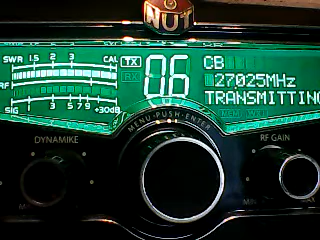 NUT
SWR 1.5 2 3 CAL
TX
RX
06
CB
27025MHz
TRANSMITTING
RF
SIG 1 3 5 7 9 +30dB
MENU·PUSH·ENTER
DYNAMIKE
RF GAIN